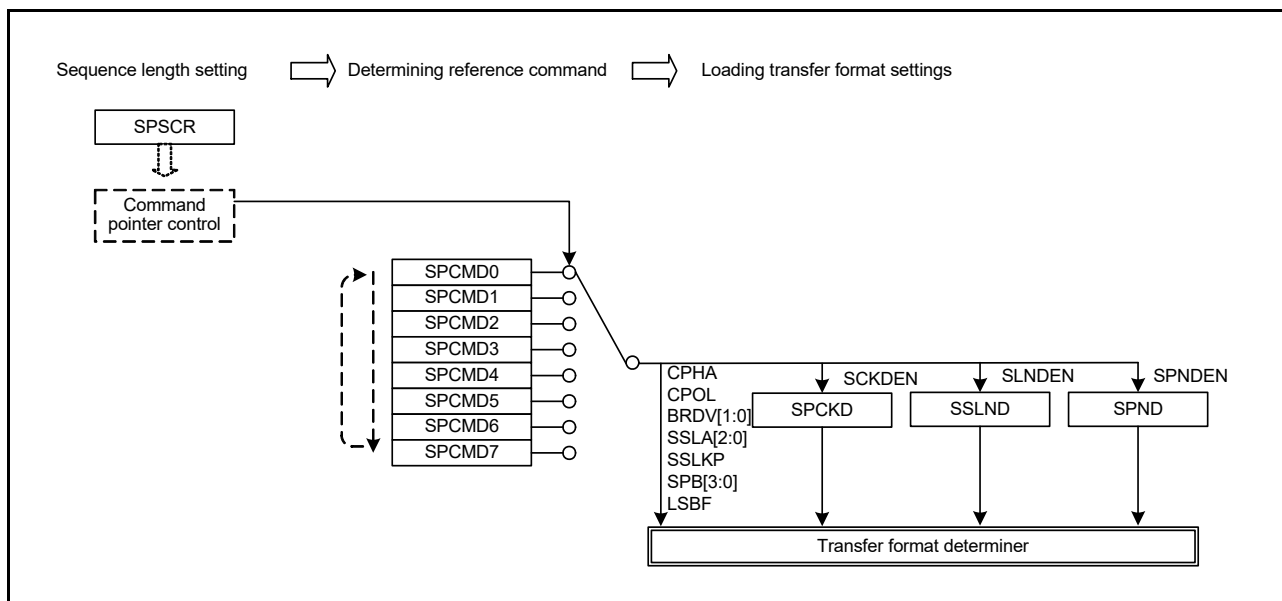 Sequence length setting
Determining reference command
Loading transfer format settings
SPSCR
Command
pointer control
SPCMD0
SPCMD1
SPCMD2
SPCMD3
SPCMD4
SPCMD5
SPCMD6
SPCMD7
CPHA
CPOL
BRDV[1:0]
SSLA[2:0]
SSLKP
SPB[3:0]
LSBF
SCKDEN
SLNDEN
SPNDEN
SPCKD
SSLND
SPND
Transfer format determiner